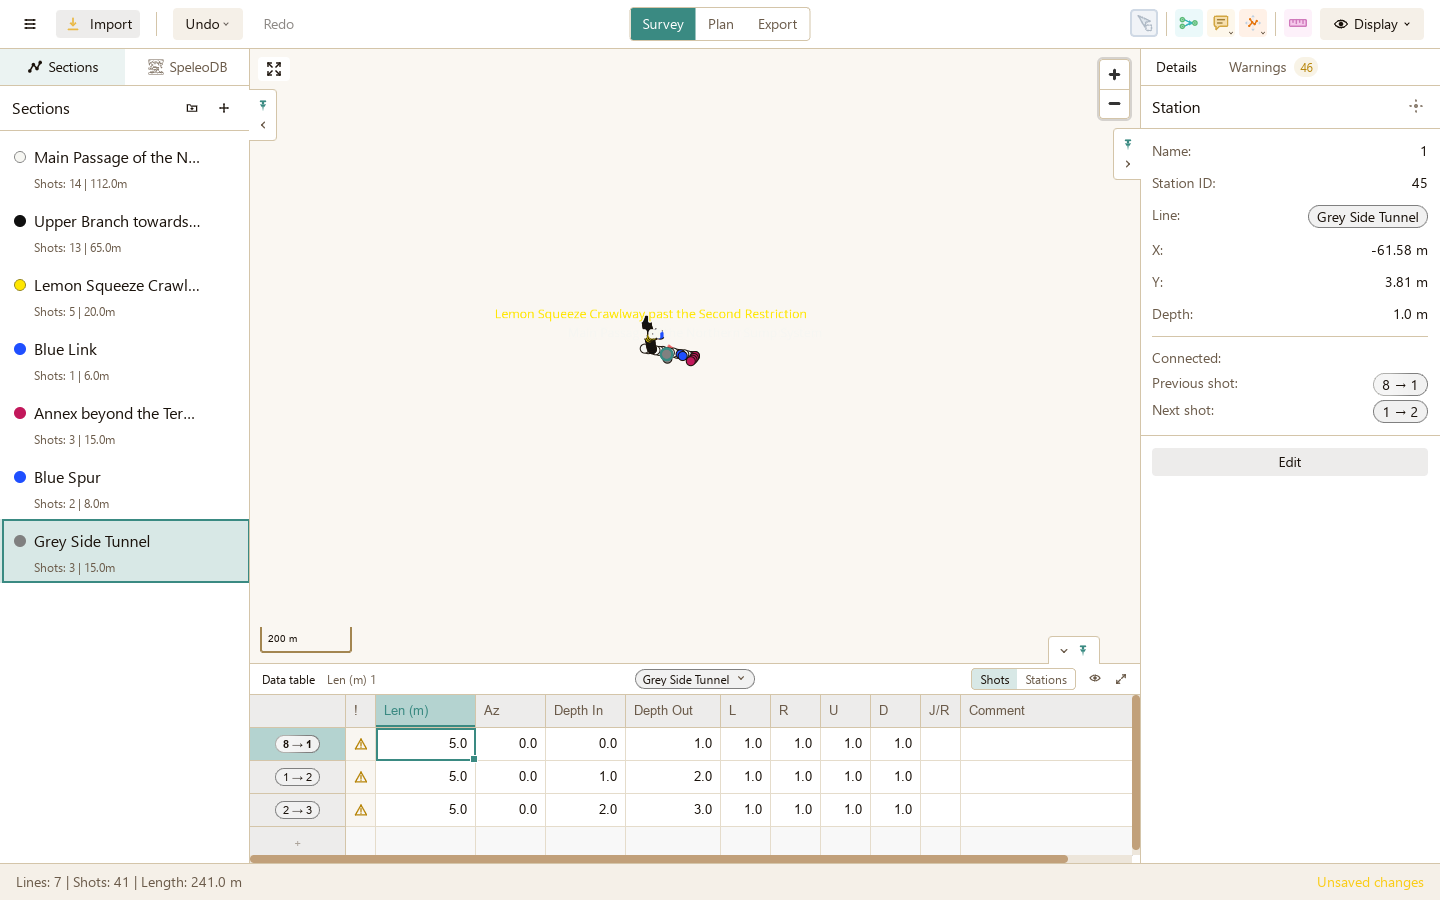 Import
Undo
Redo
Survey
Plan
Export
Display
Sections
SpeleoDB
Details
Warnings 46
Sections
Station
Main Passage of the N...
Shots: 14 | 112.0m
Upper Branch towards...
Shots: 13 | 65.0m
Lemon Squeeze Crawl...
Shots: 5 | 20.0m
Blue Link
Shots: 1 | 6.0m
Annex beyond the Ter...
Shots: 3 | 15.0m
Blue Spur
Shots: 2 | 8.0m
Grey Side Tunnel
Shots: 3 | 15.0m
Lemon Squeeze Crawlway past the Second Restriction
200 m
Name: 1
Station ID: 45
Line: Grey Side Tunnel
X: -61.58 m
Y: 3.81 m
Depth: 1.0 m
Connected:
Previous shot: 8 → 1
Next shot: 1 → 2
Edit
Data table Len (m) 1 Grey Side Tunnel Shots Stations
! Len (m) Az Depth In Depth Out L R U D J/R Comment
8 → 1 5.0 0.0 0.0 1.0 1.0 1.0 1.0 1.0
1 → 2 5.0 0.0 1.0 2.0 1.0 1.0 1.0 1.0
2 → 3 5.0 0.0 2.0 3.0 1.0 1.0 1.0 1.0
+
Lines: 7 | Shots: 41 | Length: 241.0 m
Unsaved changes